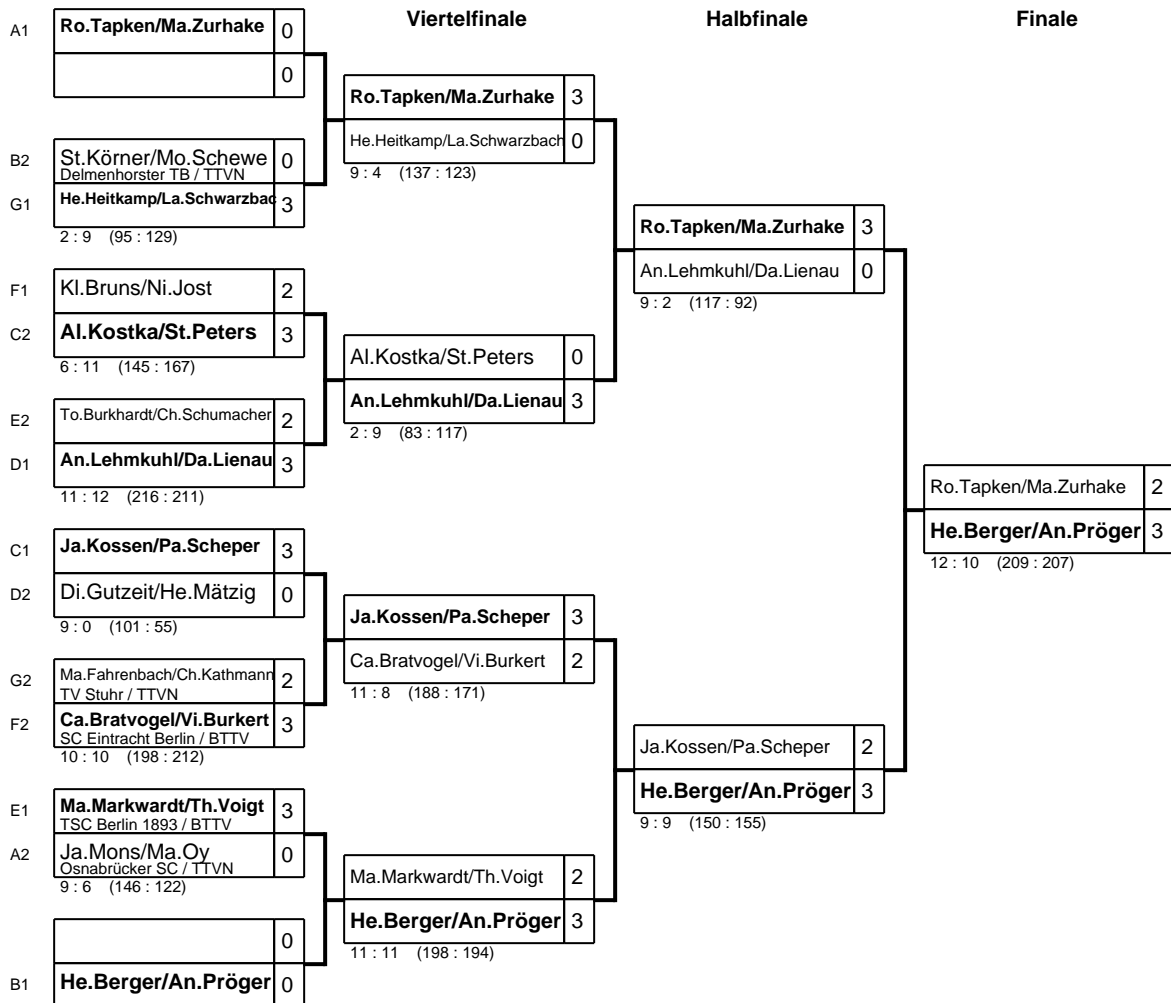 Viertelfinale
Halbfinale
Finale
A1 Ro.Tapken/Ma.Zurhake 0
0
B2 St.Körner/Mo.Schewe 0
Delmenhorster TB / TTVN
G1 He.Heitkamp/La.Schwarzbac 3
2 : 9 (95 : 129)
F1 Kl.Bruns/Ni.Jost 2
C2 Al.Kostka/St.Peters 3
6 : 11 (145 : 167)
E2 To.Burkhardt/Ch.Schumacher 2
D1 An.Lehmkuhl/Da.Lienau 3
11 : 12 (216 : 211)
C1 Ja.Kossen/Pa.Scheper 3
D2 Di.Gutzeit/He.Mätzig 0
9 : 0 (101 : 55)
G2 Ma.Fahrenbach/Ch.Kathmann 2
TV Stuhr / TTVN
F2 Ca.Bratvogel/Vi.Burkert 3
SC Eintracht Berlin / BTTV
10 : 10 (198 : 212)
E1 Ma.Markwardt/Th.Voigt 3
TSC Berlin 1893 / BTTV
A2 Ja.Mons/Ma.Oy 0
Osnabrücker SC / TTVN
9 : 6 (146 : 122)
0
B1 He.Berger/An.Pröger 0
Ro.Tapken/Ma.Zurhake 3
He.Heitkamp/La.Schwarzbach 0
9 : 4 (137 : 123)
Al.Kostka/St.Peters 0
An.Lehmkuhl/Da.Lienau 3
2 : 9 (83 : 117)
Ja.Kossen/Pa.Scheper 3
Ca.Bratvogel/Vi.Burkert 2
11 : 8 (188 : 171)
Ma.Markwardt/Th.Voigt 2
He.Berger/An.Pröger 3
11 : 11 (198 : 194)
Ro.Tapken/Ma.Zurhake 3
An.Lehmkuhl/Da.Lienau 0
9 : 2 (117 : 92)
Ja.Kossen/Pa.Scheper 2
He.Berger/An.Pröger 3
9 : 9 (150 : 155)
Ro.Tapken/Ma.Zurhake 2
He.Berger/An.Pröger 3
12 : 10 (209 : 207)